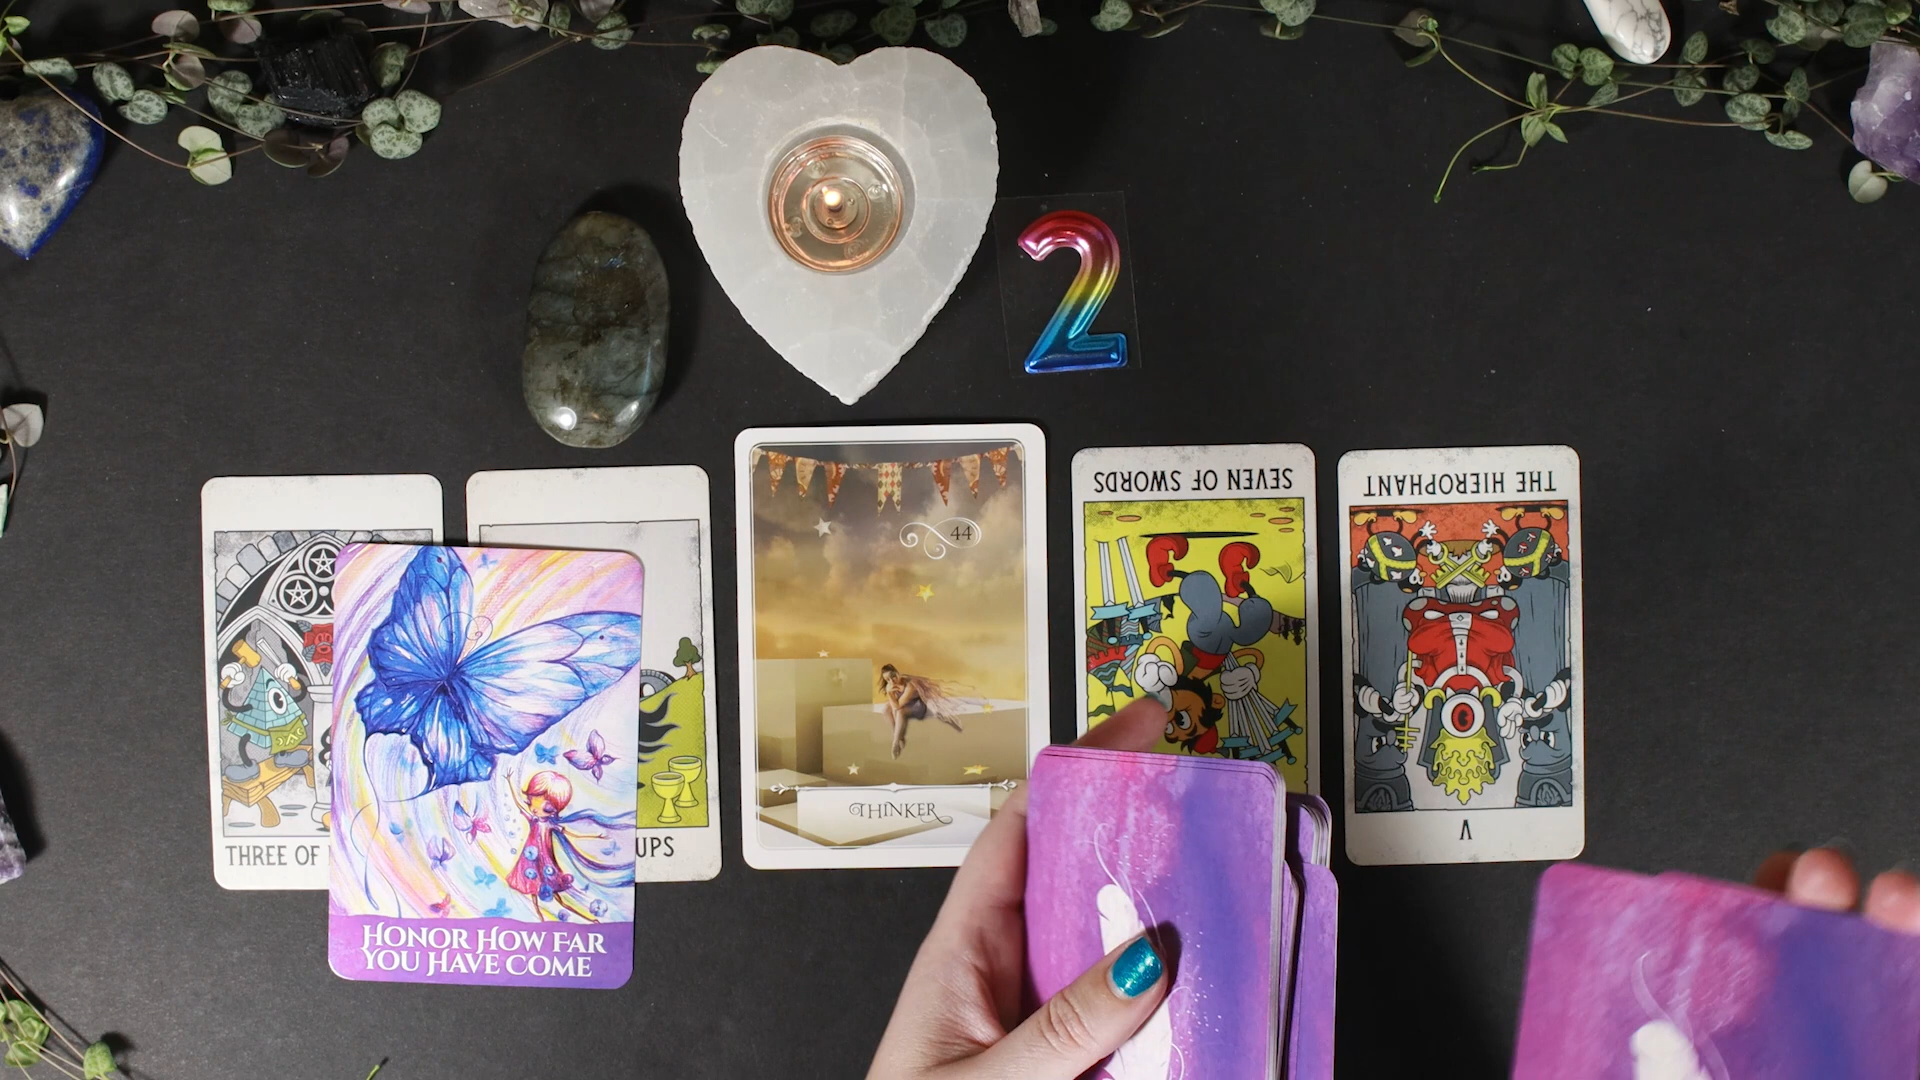 2
THREE OF
UPS
HONOR HOW FAR
YOU HAVE COME
44
THINKER
SEVEN OF SWORDS
THE HIEROPHANT
V